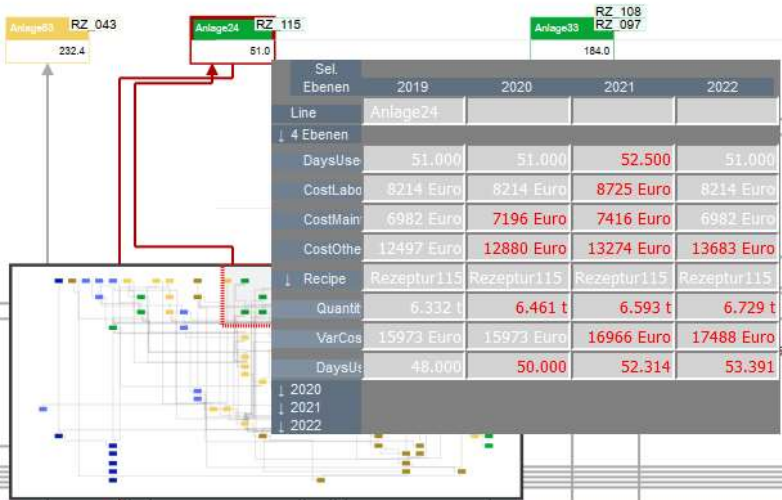 RZ_108
Anlage63 RZ_043
Anlage24 RZ_115
Anlage33 RZ_097
232.4
51.0
184.0
Sel.
Ebenen 2019 2020 2021 2022
Line Anlage24
↓ 4 Ebenen
DaysUse 51.000 51.000 52.500 51.000
CostLabo 8214 Euro 8214 Euro 8725 Euro 8214 Euro
CostMain 6982 Euro 7196 Euro 7416 Euro 6982 Euro
CostOthe 12497 Euro 12880 Euro 13274 Euro 13683 Euro
↓ Recipe Rezeptur115 Rezeptur115 Rezeptur115 Rezeptur115
Quantit 6.332 t 6.461 t 6.593 t 6.729 t
VarCos 15973 Euro 15973 Euro 16966 Euro 17488 Euro
DaysUs 48.000 50.000 52.314 53.391
↓ 2020
↓ 2021
↓ 2022